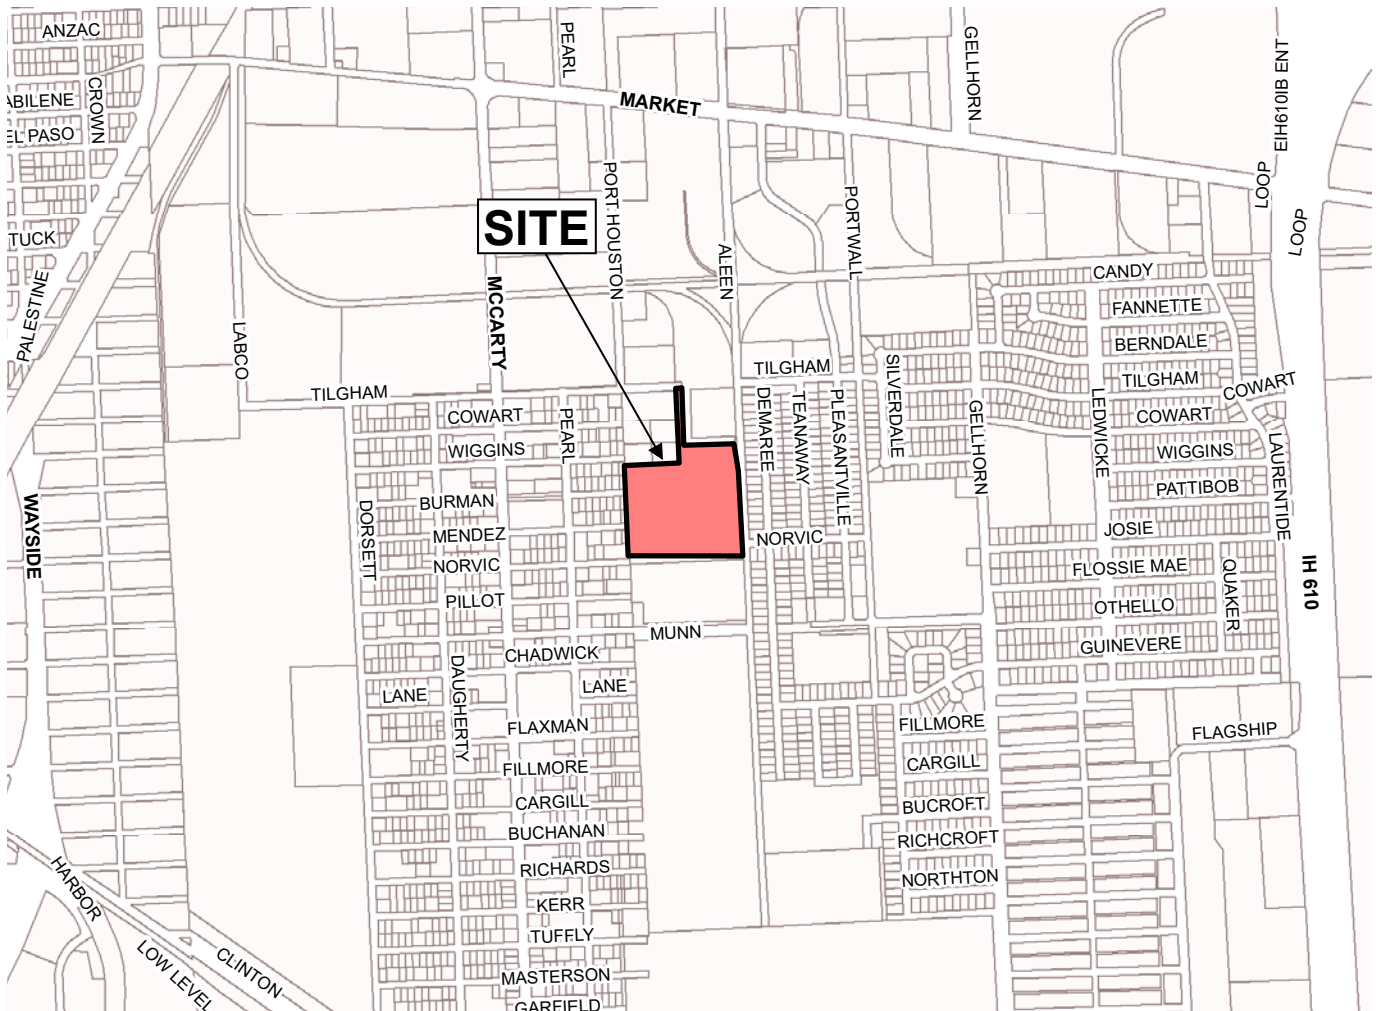 ANZAC
PEARL
GELLHORN
EIH610IB ENT
CROWN
ABILENE
MARKET
EL PASO
PORT HOUSTON
LOOP
PORTWALL
LOOP
SITE
TUCK
ALEEN
CANDY
PALESTINE
MCCARTY
FANNETTE
LABCO
BERNDALE
TILGHAM
TILGHAM
SILVERDALE
TILGHAM
COWART
COWART
PEARL
DEMAREE
TEANAWAY
PLEASANTVILLE
GELLHORN
LEDWICKE
COWART
WIGGINS
WIGGINS
LAURENTIDE
PATTIBOB
WAYSIDE
DORSETT
BURMAN
MENDEZ
NORVIC
JOSIE
NORVIC
FLOSSIE MAE
QUAKER
IH 610
PILLOT
OTHELLO
MUNN
GUINEVERE
CHADWICK
DAUGHERTY
LANE
LANE
FLAXMAN
FILLMORE
FLAGSHIP
FILLMORE
CARGILL
CARGILL
BUCROFT
BUCHANAN
RICHCROFT
RICHARDS
NORTHTON
HARBOR
KERR
TUFFLY
CLINTON
LOW LEVEL
MASTERSON
GARFIELD